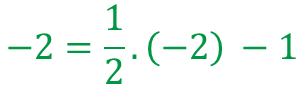 −2 = 1/2 . (−2) − 1